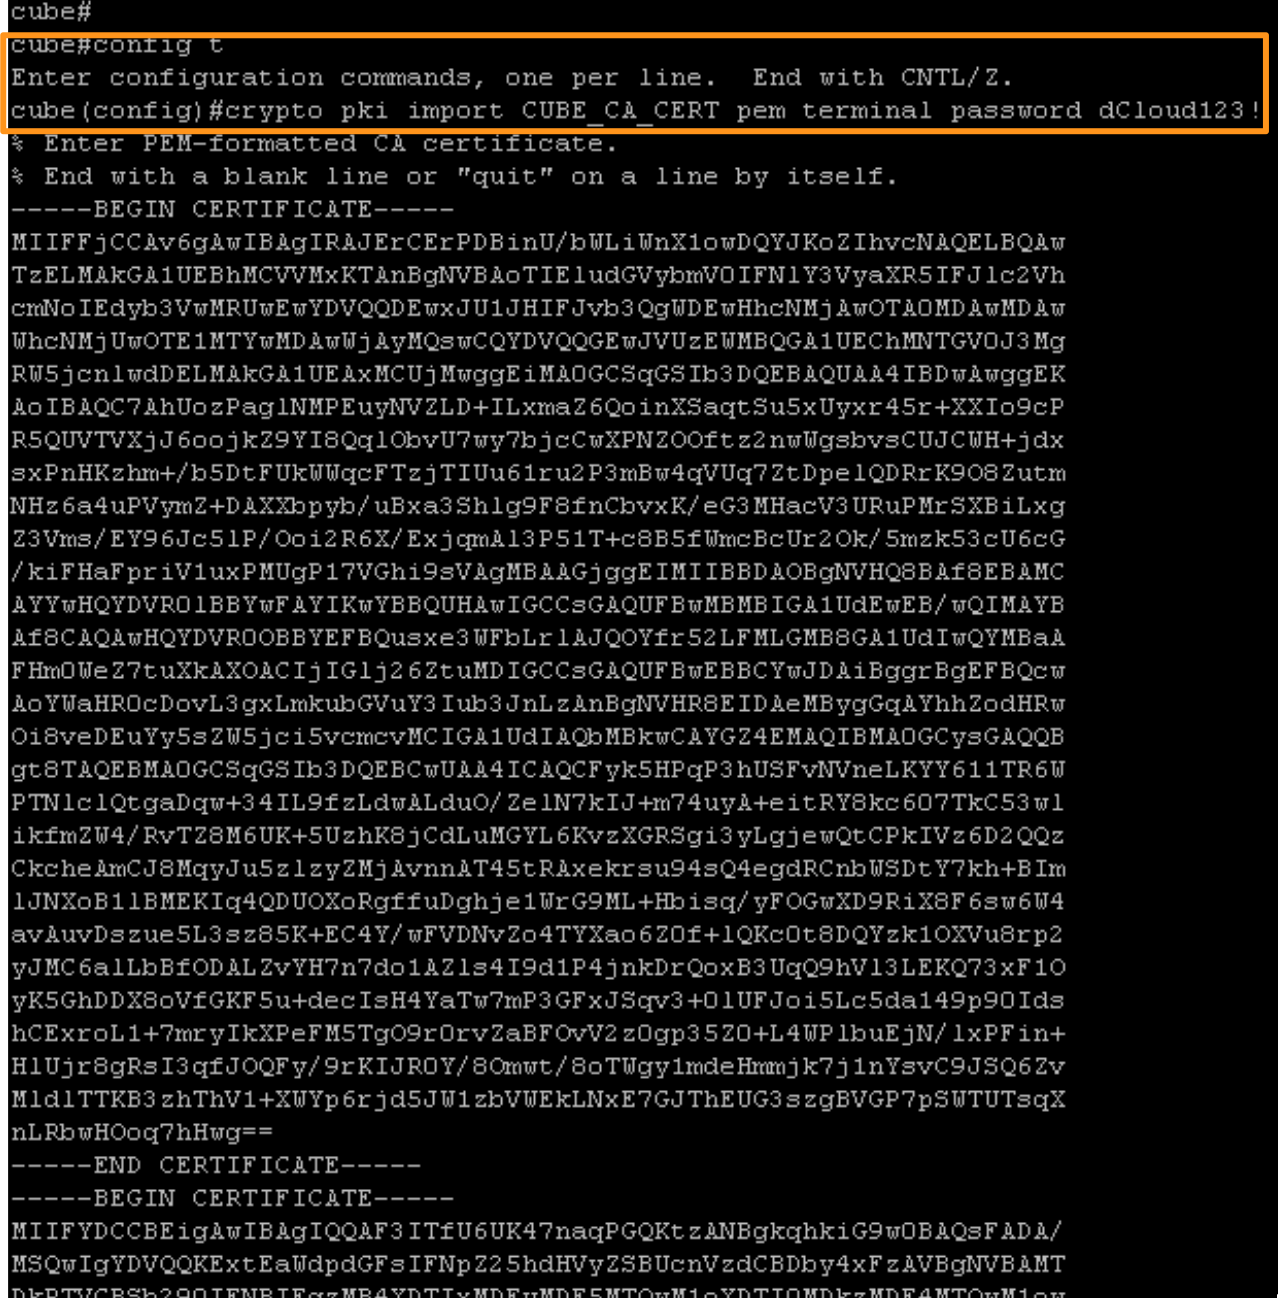 cube#
cube#config t
Enter configuration commands, one per line.  End with CNTL/Z.
cube(config)#crypto pki import CUBE_CA_CERT pem terminal password dCloud123!
% Enter PEM-formatted CA certificate.
% End with a blank line or "quit" on a line by itself.
-----BEGIN CERTIFICATE-----
MIIFFjCCAv6gAwIBAgIRAJErCErPDBinU/bWLiWnX1owDQYJKoZIhvcNAQELBQAw
TzELMAkGA1UEBhMCVVMxKTAnBgNVBAoTIEludGVybmV0IFNlY3VyaXR5IFJlc2Vh
cmNoIEdyb3VwMRUwEwYDVQQDEwxJU1JHIFJvb3QgWDEwHhcNMjAwOTA0MDAwMDAw
WhcNMjUwOTE1MTYwMDAwWjAyMQswCQYDVQQGEwJVUzEWMBQGA1UEChMNTGV0J3Mg
RW5jcnlwdDELMAkGA1UEAxMCUjMwggEiMA0GCSqGSIb3DQEBAQUAA4IBDwAwggEK
AoIBAQC7AhUozPaglNMPEuyNVZLD+ILxmaZ6QoinXSaqtSu5xUyxr45r+XXIo9cP
R5QUVTVXjJ6oojkZ9YI8QqlObvU7wy7bjcCwXPNZOOftz2nwWgsbvsCUJCWH+jdx
sxPnHKzhm+/b5DtFUkWWqcFTzjTIUu61ru2P3mBw4qVUq7ZtDpelQDRrK9O8Zutm
NHz6a4uPVymZ+DAXXbpyb/uBxa3Shlg9F8fnCbvxK/eG3MHacV3URuPMrSXBiLxg
Z3Vms/EY96Jc5lP/Ooi2R6X/ExjqmAl3P51T+c8B5fWmcBcUr2Ok/5mzk53cU6cG
/kiFHaFpriV1uxPMUgP17VGhi9sVAgMBAAGjggEIMIIBBDAOBgNVHQ8BAf8EBAMC
AYYwHQYDVR0lBBYwFAYIKwYBBQUHAwIGCCsGAQUFBwMBMBIGA1UdEwEB/wQIMAYB
Af8CAQAwHQYDVR0OBBYEFBQusxe3WFbLrlAJQOYfr52LFMLGMB8GA1UdIwQYMBaA
FHm0WeZ7tuXkAXOACIjIGlj26ZtuMDIGCCsGAQUFBwEBBCYwJDAiBggrBgEFBQcw
AoYWaHR0cDovL3gxLmkubGVuY3Iub3JnLzAnBgNVHR8EIDAeMBygGqAYhhZodHRw
Oi8veDEuYy5sZW5jci5vcmcvMCIGA1UdIAQbMBkwCAYGZ4EMAQIBMA0GCysGAQQB
gt8TAQEBMA0GCSqGSIb3DQEBCwUAA4ICAQCFyk5HPqP3hUSFvNVneLKYY611TR6W
PTNlclQtgaDqw+34IL9fzLdwALduO/ZelN7kIJ+m74uyA+eitRY8kc607TkC53wl
ikfmZW4/RvTZ8M6UK+5UzhK8jCdLuMGYL6KvzXGRSgi3yLgjewQtCPkIVz6D2QQz
CkcheAmCJ8MqyJu5zlzyZMjAvnnAT45tRAxekrsu94sQ4egdRCnbWSDtY7kh+BIm
lJNXoB1lBMEKIq4QDUOXoRgffuDghje1WrG9ML+Hbisq/yFOGwXD9RiX8F6sw6W4
avAuvDszue5L3sz85K+EC4Y/wFVDNvZo4TYXao6Z0f+lQKc0t8DQYzk1OXVu8rp2
yJMC6alLbBfODALZvYH7n7do1AZls4I9d1P4jnkDrQoxB3UqQ9hVl3LEKQ73xF1O
yK5GhDDX8oVfGKF5u+decIsH4YaTw7mP3GFxJSqv3+0lUFJoi5Lc5da149p90Ids
hCExroL1+7mryIkXPeFM5TgO9r0rvZaBFOvV2z0gp35Z0+L4WPlbuEjN/lxPFin+
HlUjr8gRsI3qfJOQFy/9rKIJR0Y/8Omwt/8oTWgy1mdeHmmjk7j1nYsvC9JSQ6Zv
MldlTTKB3zhThV1+XWYp6rjd5JW1zbVWEkLNxE7GJThEUG3szgBVGP7pSWTUTsqX
nLRbwHOoq7hHwg==
-----END CERTIFICATE-----
-----BEGIN CERTIFICATE-----
MIIFYDCCBEigAwIBAgIQQAF3ITfU6UK47naqPGQKtzANBgkqhkiG9w0BAQsFADA/
MSQwIgYDVQQKExtEaWdpdGFsIFNpZ25hdHVyZSBUcnVzdCBDby4xFzAVBgNVBAMT
DkRTVCBSb290IENBIFgzMB4XDTIxMDEyMDE5MTQwM1oXDTI0MDkzMDE4MTQwM1ow